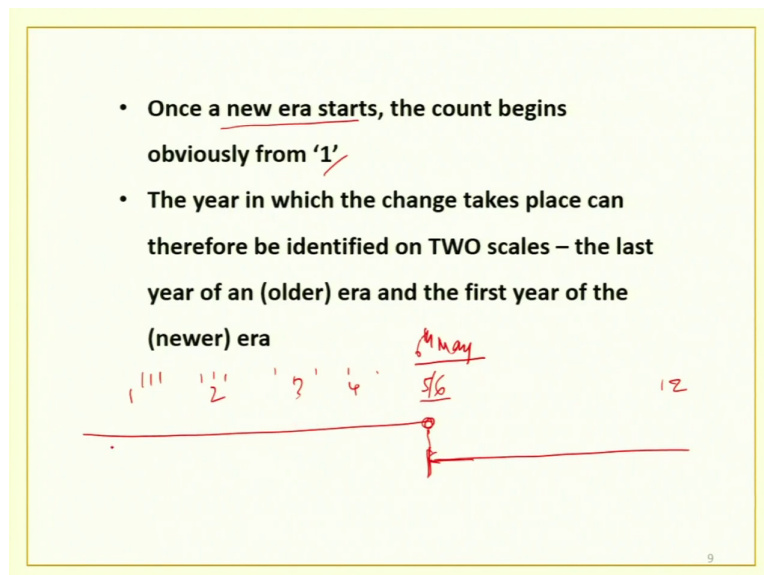 • Once a new era starts, the count begins
obviously from ‘1’
• The year in which the change takes place can
therefore be identified on TWO scales – the last
year of an (older) era and the first year of the
(newer) era
May
1 2 3 4 5/6 12
9